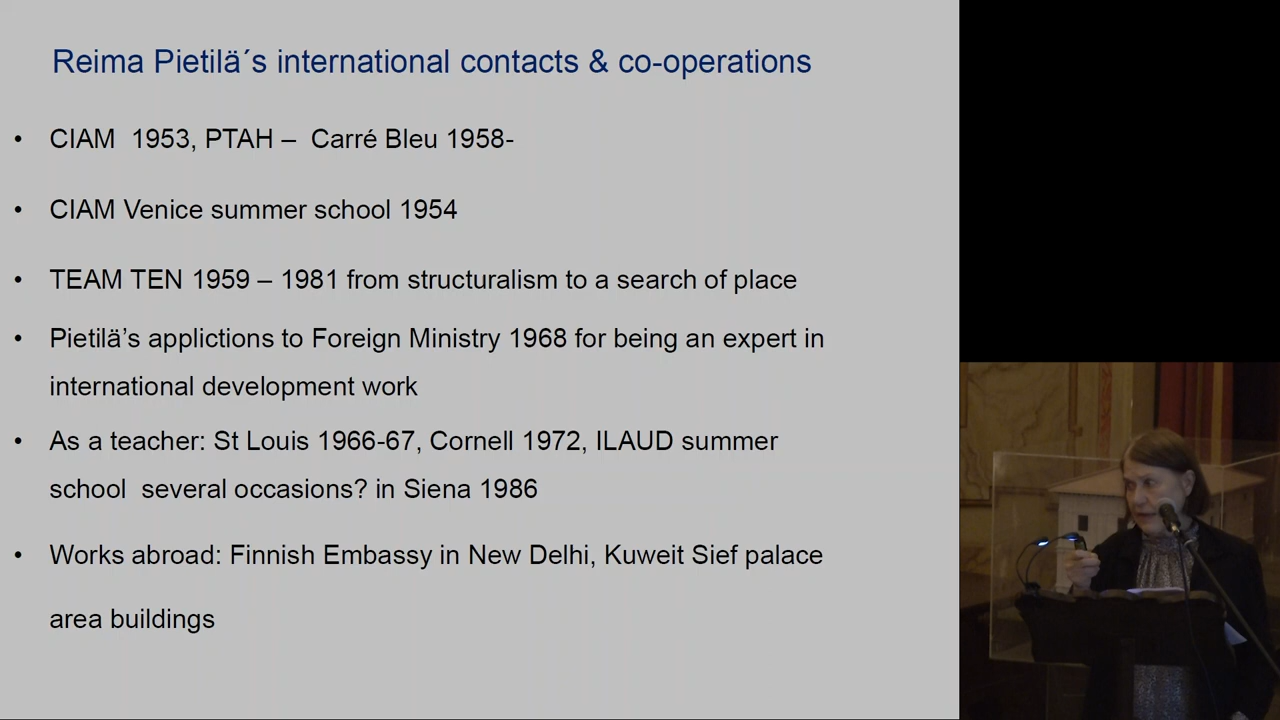 Reima Pietilä´s international contacts & co-operations
• CIAM  1953, PTAH –  Carré Bleu 1958-
• CIAM Venice summer school 1954
• TEAM TEN 1959 – 1981 from structuralism to a search of place
• Pietilä’s applictions to Foreign Ministry 1968 for being an expert in
international development work
• As a teacher: St Louis 1966-67, Cornell 1972, ILAUD summer
school  several occasions? in Siena 1986
• Works abroad: Finnish Embassy in New Delhi, Kuweit Sief palace
area buildings